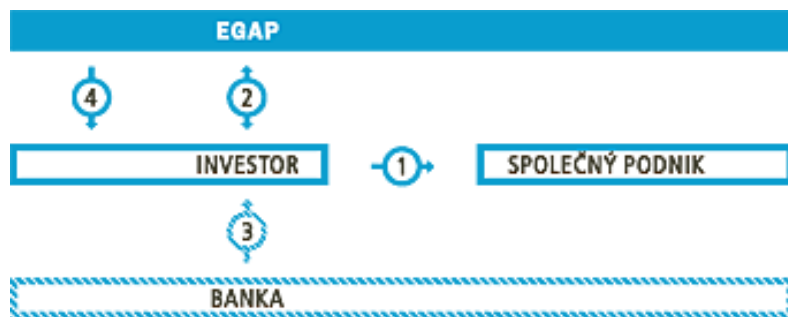 EGAP
4 2
INVESTOR 1 SPOLEČNÝ PODNIK
3
BANKA